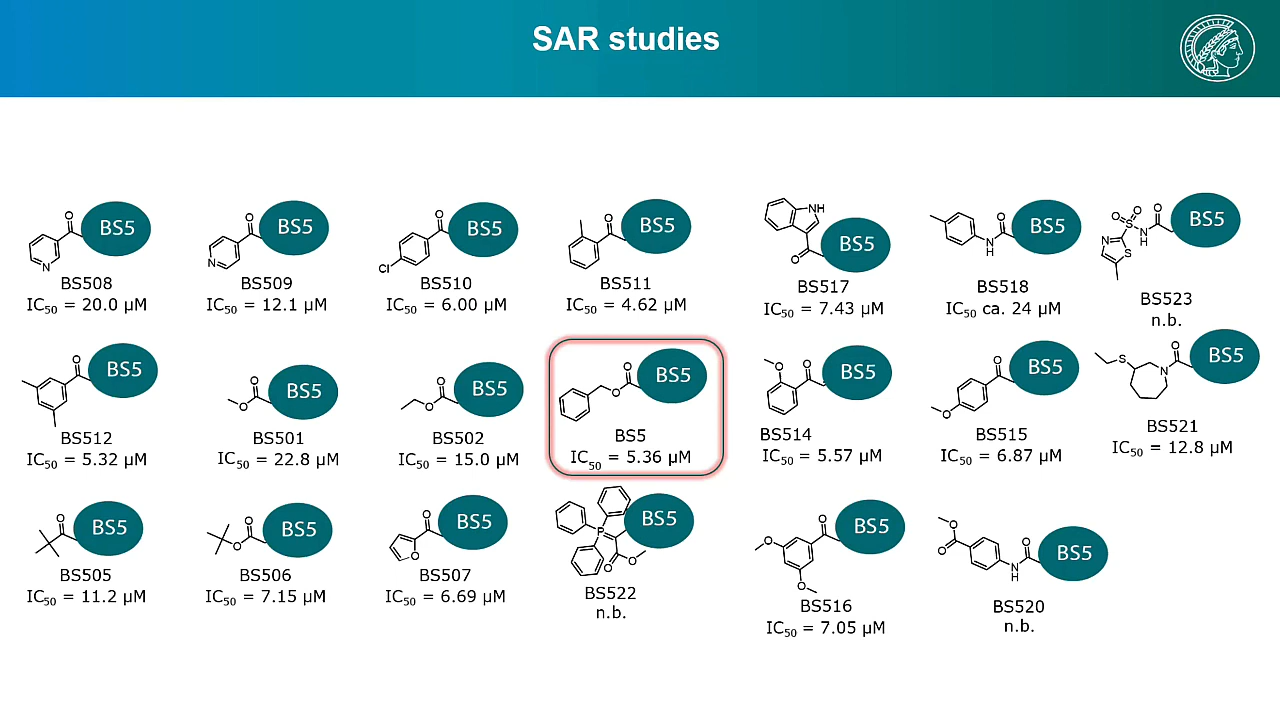 SAR studies
BS5
BS508
IC₅₀ = 20.0 µM
BS5
BS509
IC₅₀ = 12.1 µM
BS5
BS510
IC₅₀ = 6.00 µM
BS5
BS511
IC₅₀ = 4.62 µM
BS5
BS517
IC₅₀ = 7.43 µM
BS5
BS518
IC₅₀ ca. 24 µM
BS5
BS523
n.b.
BS5
BS512
IC₅₀ = 5.32 µM
BS5
BS501
IC₅₀ = 22.8 µM
BS5
BS502
IC₅₀ = 15.0 µM
BS5
BS5
IC₅₀ = 5.36 µM
BS5
BS514
IC₅₀ = 5.57 µM
BS5
BS515
IC₅₀ = 6.87 µM
BS5
BS521
IC₅₀ = 12.8 µM
BS5
BS505
IC₅₀ = 11.2 µM
BS5
BS506
IC₅₀ = 7.15 µM
BS5
BS507
IC₅₀ = 6.69 µM
BS5
BS522
n.b.
BS5
BS516
IC₅₀ = 7.05 µM
BS5
BS520
n.b.